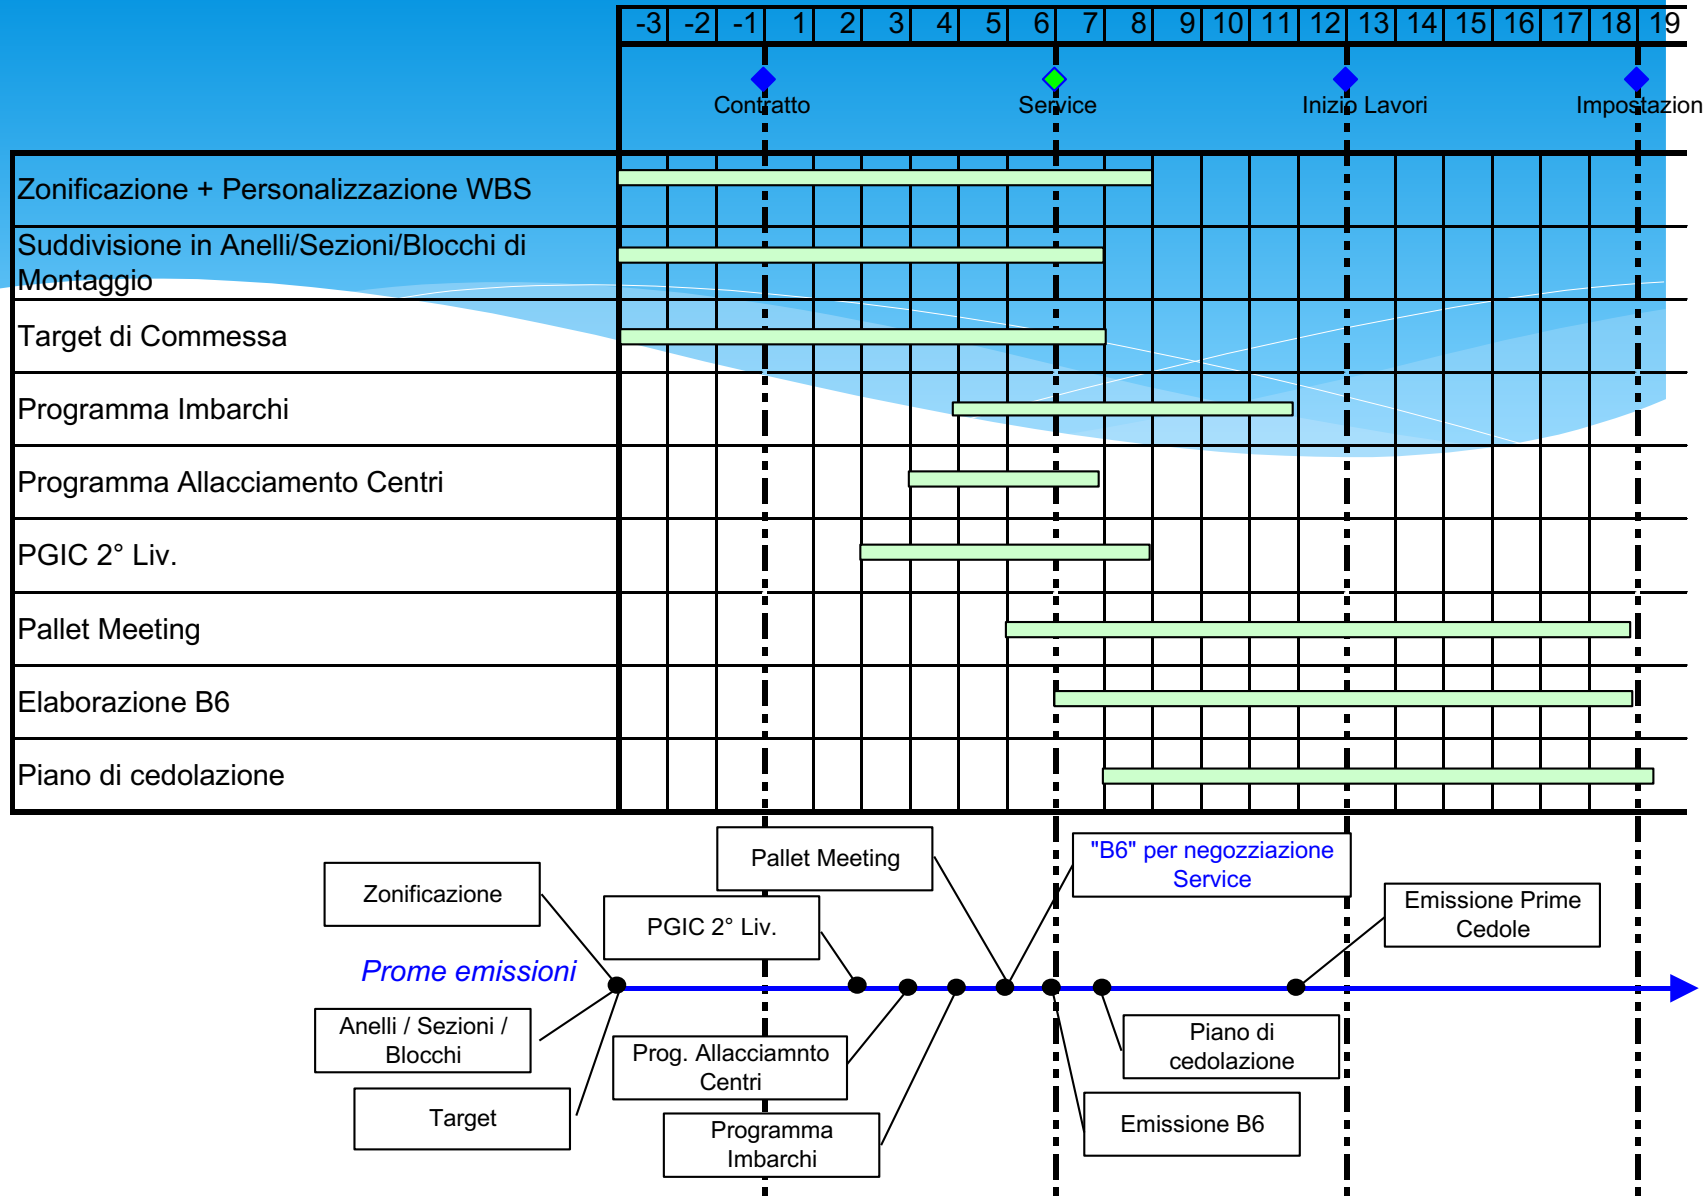 -3 -2 -1 1 2 3 4 5 6 7 8 9 10 11 12 13 14 15 16 17 18 19
Contratto Service Inizio Lavori Impostazion
Zonificazione + Personalizzazione WBS
Suddivisione in Anelli/Sezioni/Blocchi di
Montaggio
Target di Commessa
Programma Imbarchi
Programma Allacciamento Centri
PGIC 2° Liv.
Pallet Meeting
Elaborazione B6
Piano di cedolazione
Pallet Meeting
"B6" per negozziazione
Service
Zonificazione
PGIC 2° Liv.
Emissione Prime
Cedole
Prome emissioni
Anelli / Sezioni /
Blocchi
Prog. Allacciamnto
Centri
Piano di
cedolazione
Target
Programma
Imbarchi
Emissione B6